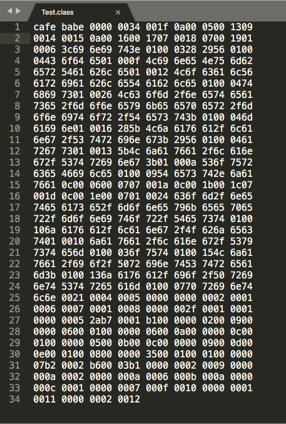 Test.class
1 cafe babe 0000 0034 001f 0a00 0500 1309
2 0014 0015 0a00 1600 1707 0018 0700 1901
3 0006 3c69 6e69 743e 0100 0328 2956 0100
4 0443 6f64 6501 000f 4c69 6e65 4e75 6d62
5 6572 5461 626c 6501 0012 4c6f 6361 6c56
6 6172 6961 626c 6554 6162 6c65 0100 0474
7 6869 7301 0026 4c63 6f6d 2f6e 6574 6561
8 7365 2f6d 6f6e 6579 6b65 6570 6572 2f6d
9 6f6e 6974 6f72 2f54 6573 743b 0100 046d
10 6169 6e01 0016 285b 4c6a 6176 612f 6c61
11 6e67 2f53 7472 696e 673b 2956 0100 0461
12 7267 7301 0013 5b4c 6a61 7661 2f6c 616e
13 672f 5374 7269 6e67 3b01 000a 536f 7572
14 6365 4669 6c65 0100 0954 6573 742e 6a61
15 7661 0c00 0600 0707 001a 0c00 1b00 1c07
16 001d 0c00 1e00 0701 0024 636f 6d2f 6e65
17 7465 6173 652f 6d6f 6e65 796b 6565 7065
18 722f 6d6f 6e69 746f 722f 5465 7374 0100
19 106a 6176 612f 6c61 6e67 2f4f 626a 6563
20 7401 0010 6a61 7661 2f6c 616e 672f 5379
21 7374 656d 0100 036f 7574 0100 154c 6a61
22 7661 2f69 6f2f 5072 696e 7453 7472 6561
23 6d3b 0100 136a 6176 612f 696f 2f50 7269
24 6e74 5374 7265 616d 0100 0770 7269 6e74
25 6c6e 0021 0004 0005 0000 0000 0002 0001
26 0006 0007 0001 0008 0000 002f 0001 0001
27 0000 0005 2ab7 0001 b100 0000 0200 0900
28 0000 0600 0100 0000 0600 0a00 0000 0c00
29 0100 0000 0500 0b00 0c00 0000 0900 0d00
30 0e00 0100 0800 0000 3500 0100 0100 0000
31 07b2 0002 b600 03b1 0000 0002 0009 0000
32 000a 0002 0000 000a 0006 000b 000a 0000
33 000c 0001 0000 0007 000f 0010 0000 0001
34 0011 0000 0002 0012